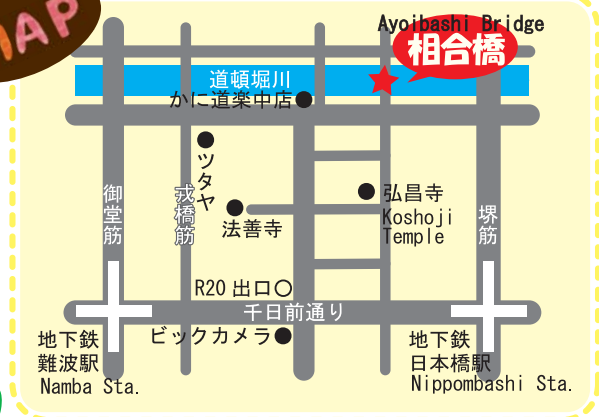 MAP
Ayoibashi Bridge
相合橋
道頓堀川
かに道楽中店
ツタヤ
御堂筋
戎橋筋
法善寺
弘昌寺
Koshoji
Temple
堺筋
R20 出口
千日前通り
ビックカメラ
地下鉄
難波駅
Namba Sta.
地下鉄
日本橋駅
Nippombashi Sta.